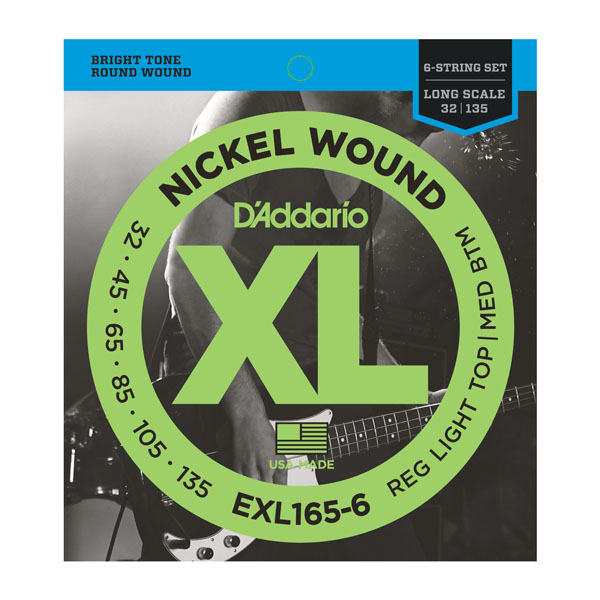 BRIGHT TONE
ROUND WOUND
6-STRING SET
LONG SCALE
32 | 135
NICKEL WOUND
D'Addario
XL
32 · 45 · 65 · 85 · 105 · 135
REG LIGHT TOP | MED BTM
USA MADE
EXL165-6